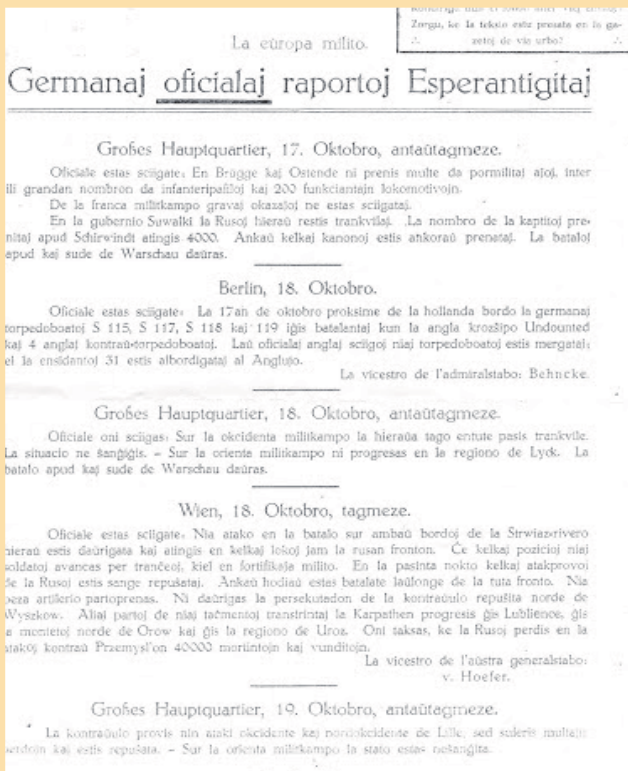 Zorgu, ke la teksto estu presata en la ga-
zetoj de via urbo!
La eŭropa milito.
Germanaj oficialaj raportoj Esperantigitaj
Großes Hauptquartier, 17. Oktobro, antaŭtagmeze.
Oficiale estas sciigate: En Brügge kaj Ostende ni prenis multe da pormilitaj aĵoj, inter
ili grandan nombron da infanteripafiloj kaj 200 funkciantajn lokomotivojn.
De la franca militkampo gravaj okazaĵoj ne estas sciigataj.
En la gubernio Suwalki la Rusoj hieraŭ restis trankvilaj. La nombro de la kaptitoj pre-
nitaj apud Schirwindt atingis 4000. Ankaŭ kelkaj kanonoj estis ankoraŭ prenataj. La bataloj
apud kaj sude de Warschau daŭras.
Berlin, 18. Oktobro.
Oficiale estas sciigate: La 17an de oktobro proksime de la hollanda bordo la germanaj
torpedoboatoj S 115, S 117, S 118 kaj 119 iĝis batalantaj kun la angla krozŝipo Undounted
kaj 4 anglaj kontraŭ-torpedoboatoj. Laŭ oficialaj anglaj sciigoj niaj torpedoboatoj estis mergataj;
el la ensidantoj 31 estis albordigataj al Anglujo.
La vicestro de l'admiralstabo: Behncke.
Großes Hauptquartier, 18. Oktobro, antaŭtagmeze.
Oficiale oni sciigas: Sur la okcidenta militkampo la hieraŭa tago entute pasis trankvile.
La situacio ne ŝanĝiĝis. – Sur la orienta militkampo ni progresas en la regiono de Lyck. La
batalo apud kaj sude de Warschau daŭras.
Wien, 18. Oktobro, tagmeze.
Oficiale estas sciigate: Nia atako en la batalo sur ambaŭ bordoj de la Strwiaz-rivero
hieraŭ estis daŭrigata kaj atingis en kelkaj lokoj jam la rusan fronton. Ĉe kelkaj pozicioj niaj
soldatoj avancas per tranĉeoj, kiel en fortifikaĵa milito. En la pasinta nokto kelkaj atakprovoj
de la Rusoj estis sange repuŝataj. Ankaŭ hodiaŭ estas batalate laŭlonge de la tuta fronto. Nia
peza artilerio partoprenas. Ni daŭrigas la persekutadon de la kontraŭulo repuŝita norde de
Wyszkow. Aliaj partoj de niaj taĉmentoj transirintaj la Karpathen progresis ĝis Lublience, ĝis
a montetoj norde de Orow kaj ĝis la regiono de Uroz. Oni taksas, ke la Rusoj perdis en la
atakoj kontraŭ Przemysl'on 40000 mortintojn kaj vunditojn.
La vicestro de l'aŭstra generalstabo:
v. Hoefer.
Großes Hauptquartier, 19. Oktobro, antaŭtagmeze.
La kontraŭulo provis nin ataki okcidente kaj nordokcidente de Lille, sed suferis multajn
perdojn kaj estis repuŝata. – Sur la orienta militkampo la stato estas neŝanĝita.